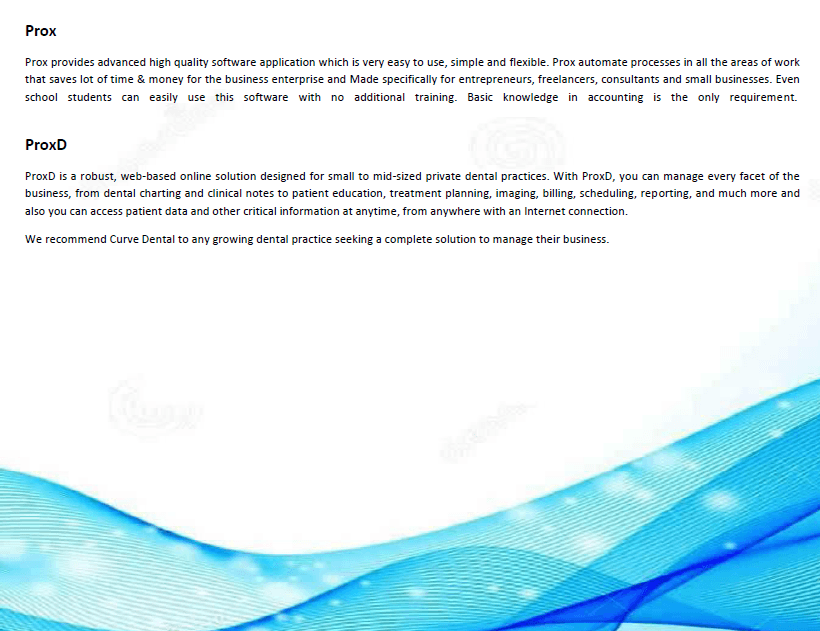 Prox
Prox provides advanced high quality software application which is very easy to use, simple and flexible. Prox automate processes in all the areas of work
that saves lot of time & money for the business enterprise and Made specifically for entrepreneurs, freelancers, consultants and small businesses. Even
school students can easily use this software with no additional training. Basic knowledge in accounting is the only requirement.
ProxD
ProxD is a robust, web-based online solution designed for small to mid-sized private dental practices. With ProxD, you can manage every facet of the
business, from dental charting and clinical notes to patient education, treatment planning, imaging, billing, scheduling, reporting, and much more and
also you can access patient data and other critical information at anytime, from anywhere with an Internet connection.
We recommend Curve Dental to any growing dental practice seeking a complete solution to manage their business.